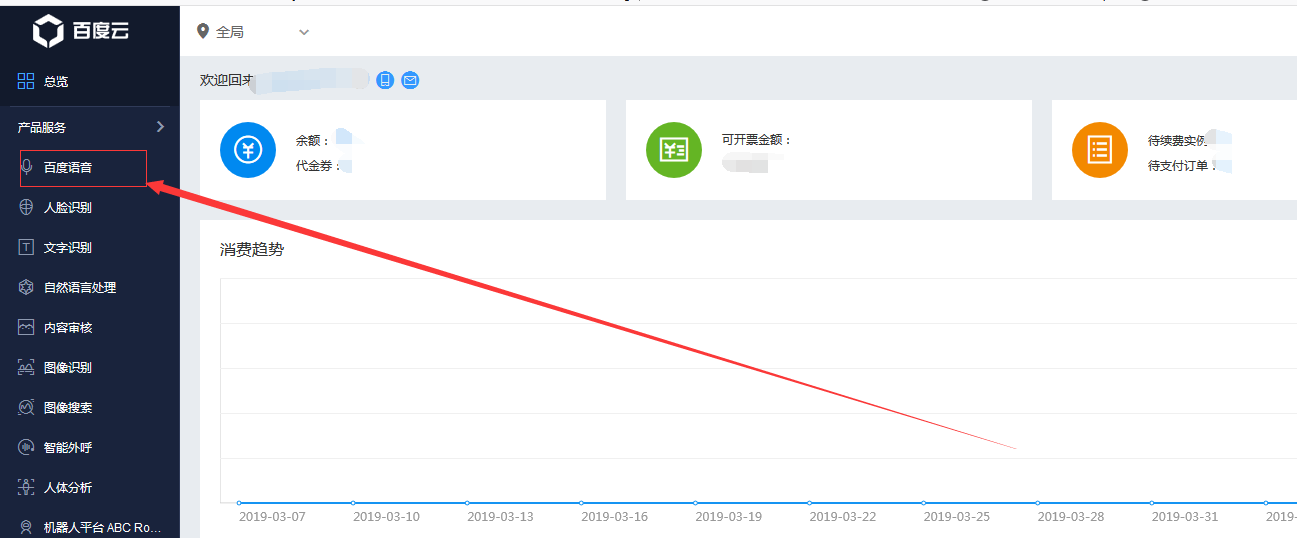 百度云
全局
总览
欢迎回来
产品服务
百度语音
人脸识别
文字识别
自然语言处理
内容审核
图像识别
图像搜索
智能外呼
人体分析
机器人平台 ABC Ro...
余额：
代金券：
可开票金额：
待续费实例
待支付订单：
消费趋势
2019-03-07
2019-03-10
2019-03-13
2019-03-16
2019-03-19
2019-03-22
2019-03-25
2019-03-28
2019-03-31
2019-